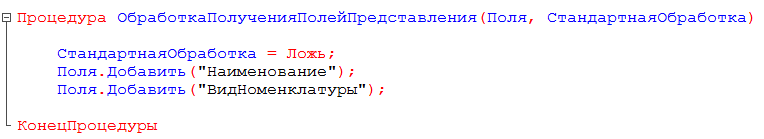 Процедура ОбработкаПолученияПолейПредставления(Поля, СтандартнаяОбработка)
СтандартнаяОбработка = Ложь;
Поля.Добавить("Наименование");
Поля.Добавить("ВидНоменклатуры");
КонецПроцедуры